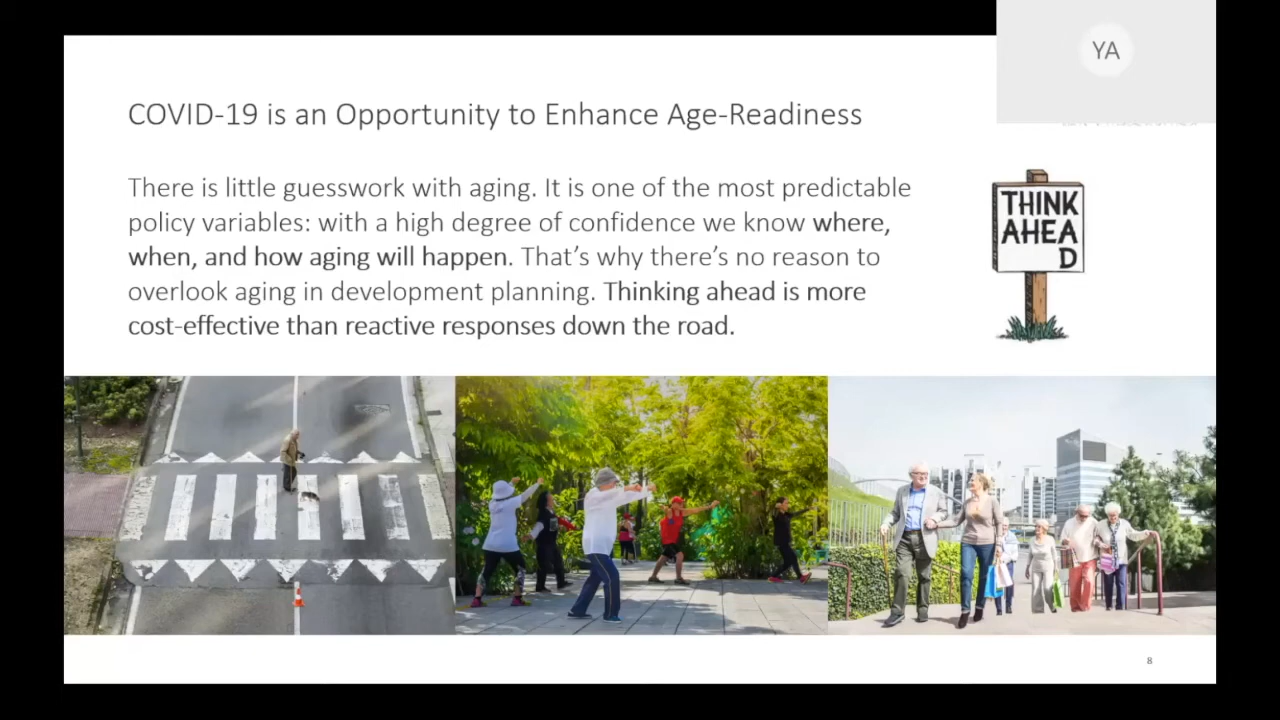 YA
COVID-19 is an Opportunity to Enhance Age-Readiness
There is little guesswork with aging. It is one of the most predictable
policy variables: with a high degree of confidence we know where,
when, and how aging will happen. That’s why there’s no reason to
overlook aging in development planning. Thinking ahead is more
cost-effective than reactive responses down the road.
THINK
AHEA
D
8